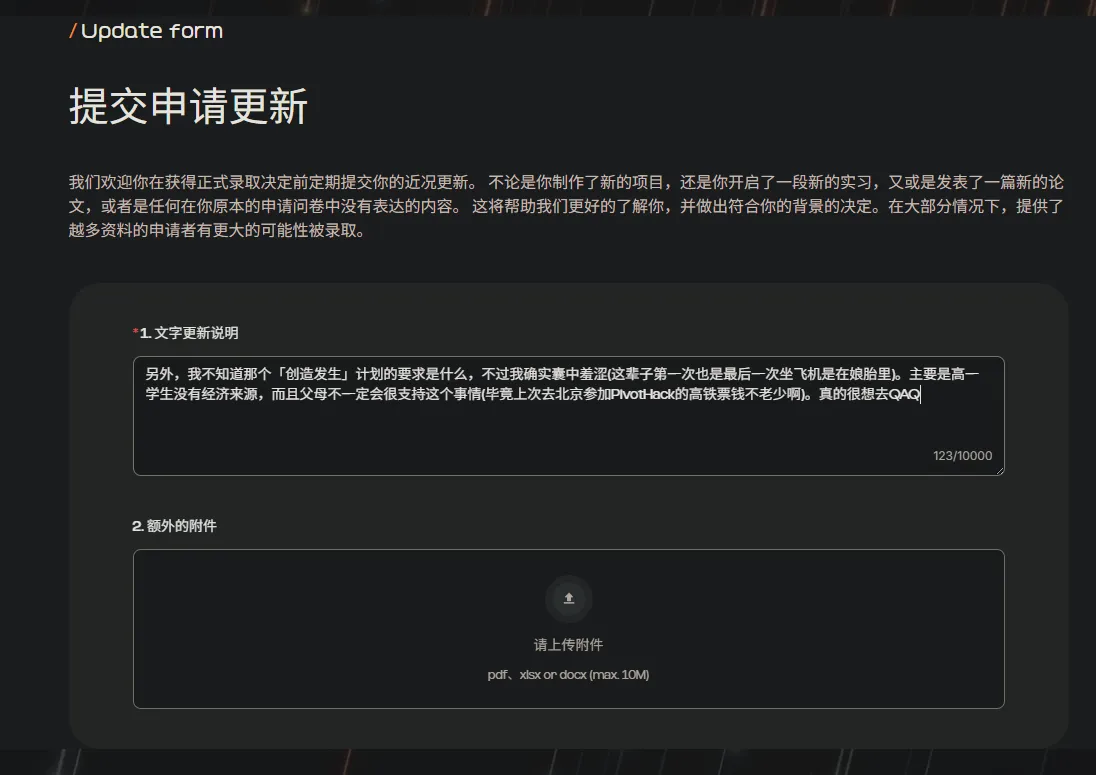 /Update form
提交申请更新
我们欢迎你在获得正式录取决定前定期提交你的近况更新。 不论是你制作了新的项目，还是你开启了一段新的实习，又或是发表了一篇新的论
文，或者是任何在你原本的申请问卷中没有表达的内容。 这将帮助我们更好的了解你，并做出符合你的背景的决定。在大部分情况下，提供了
越多资料的申请者有更大的可能性被录取。
*1. 文字更新说明
另外，我不知道那个「创造发生」计划的要求是什么，不过我确实囊中羞涩(这辈子第一次也是最后一次坐飞机是在娘胎里)。主要是高一
学生没有经济来源，而且父母不一定会很支持这个事情(毕竟上次去北京参加PivotHack的高铁票钱不老少啊)。真的很想去QAQ
123/10000
2. 额外的附件
请上传附件
pdf、xlsx or docx (max. 10M)